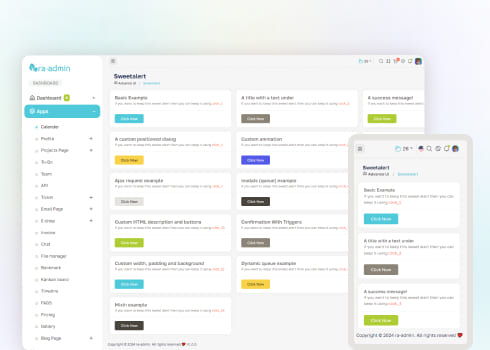 ra-admin
DASHBOARD
Dashboard
Apps
Calendar
Profile
Projects Page
To-Do
Team
API
Ticket
Email Page
E-shop
Invoice
Chat
File manager
Bookmark
Kanban board
Timeline
FAQS
Pricing
Gallery
Blog Page
26
Sweetalert
Advance UI / Sweetalert
Basic Example
If you want to keep this sweet alert then you can keep it using click_1
Click Now
A title with a text under
If you want to keep this sweet alert then you can keep it using click_2
Click Now
A success message!
If you want to keep this sweet alert then you
Click Now
A custom positioned dialog
If you want to keep this sweet alert then you can keep it using
Click Now
Custom animation
If you want to keep this sweet alert then you can keep it using
Click Now
Ajax request example
If you want to keep this sweet alert then you can keep it using
Click Now
modals (queue) example
If you want to keep this sweet alert then you can keep it using
Click Now
Custom HTML description and buttons
If you want to keep this sweet alert then you can keep it using
Click Now
Confirmation With Triggers
If you want to keep this sweet alert then you can keep it using
Click Now
Custom width, padding and background
If you want to keep this sweet alert then you can keep it using
Click Now
Dynamic queue example
If you want to keep this sweet alert then you can keep it using
Click Now
Mixin example
If you want to keep this sweet alert then you can keep it using
Click Now
Copyright © 2024 ra-admin. All rights reserved
26
Sweetalert
Advance UI / Sweetalert
Basic Example
If you want to keep this sweet alert then you can
keep it using click_1
Click Now
A title with a text under
If you want to keep this sweet alert then you can
keep it using click_2
Click Now
A success message!
If you want to keep this sweet alert then you can
keep it using click_3
Click Now
Copyright © 2024 ra-admin. All rights reserved